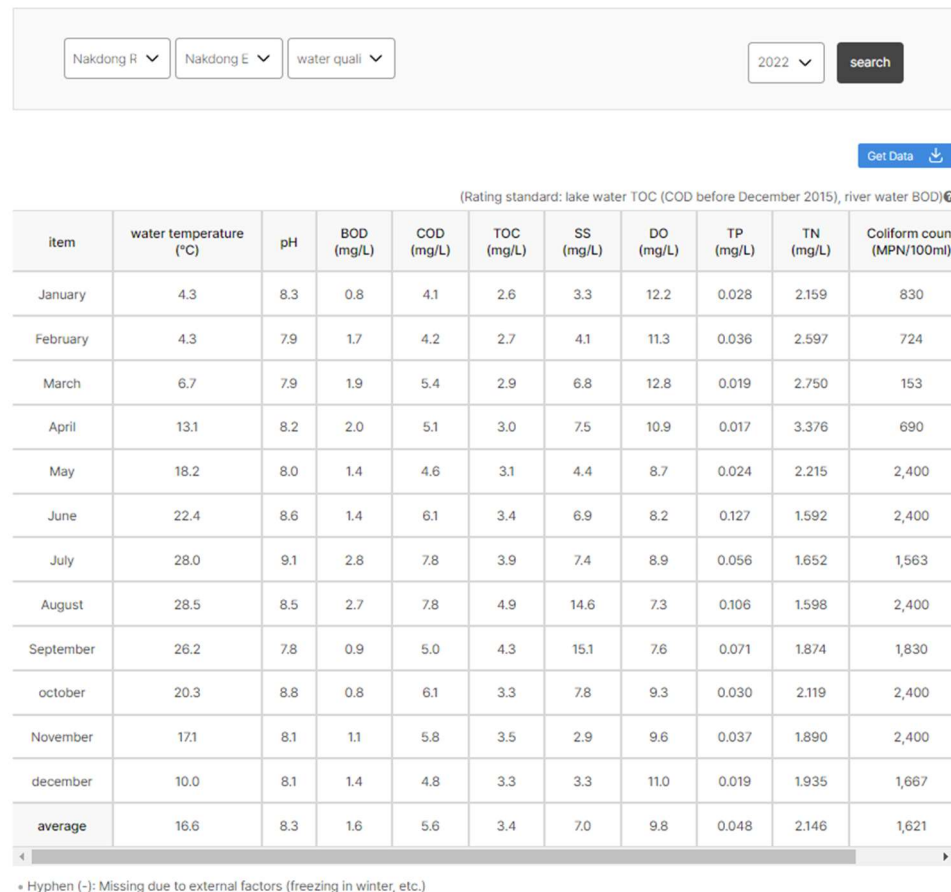 Nakdong R Nakdong E water quali 2022 search
Get Data
(Rating standard: lake water TOC (COD before December 2015), river water BOD)
item water temperature (°C) pH BOD (mg/L) COD (mg/L) TOC (mg/L) SS (mg/L) DO (mg/L) TP (mg/L) TN (mg/L) Coliform coun (MPN/100ml)
January 4.3 8.3 0.8 4.1 2.6 3.3 12.2 0.028 2.159 830
February 4.3 7.9 1.7 4.2 2.7 4.1 11.3 0.036 2.597 724
March 6.7 7.9 1.9 5.4 2.9 6.8 12.8 0.019 2.750 153
April 13.1 8.2 2.0 5.1 3.0 7.5 10.9 0.017 3.376 690
May 18.2 8.0 1.4 4.6 3.1 4.4 8.7 0.024 2.215 2,400
June 22.4 8.6 1.4 6.1 3.4 6.9 8.2 0.127 1.592 2,400
July 28.0 9.1 2.8 7.8 3.9 7.4 8.9 0.056 1.652 1,563
August 28.5 8.5 2.7 7.8 4.9 14.6 7.3 0.106 1.598 2,400
September 26.2 7.8 0.9 5.0 4.3 15.1 7.6 0.071 1.874 1,830
october 20.3 8.8 0.8 6.1 3.3 7.8 9.3 0.030 2.119 2,400
November 17.1 8.1 1.1 5.8 3.5 2.9 9.6 0.037 1.890 2,400
december 10.0 8.1 1.4 4.8 3.3 3.3 11.0 0.019 1.935 1,667
average 16.6 8.3 1.6 5.6 3.4 7.0 9.8 0.048 2.146 1,621
Hyphen (-): Missing due to external factors (freezing in winter, etc.)